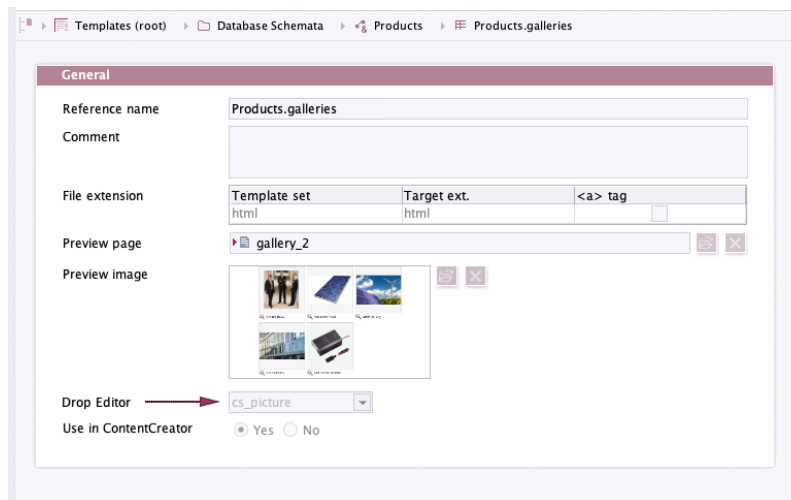 Templates (root) Database Schemata Products Products.galleries
General
Reference name Products.galleries
Comment
File extension Template set Target ext. <a> tag
html html
Preview page gallery_2
Preview image
Drop Editor cs_picture
Use in ContentCreator Yes No